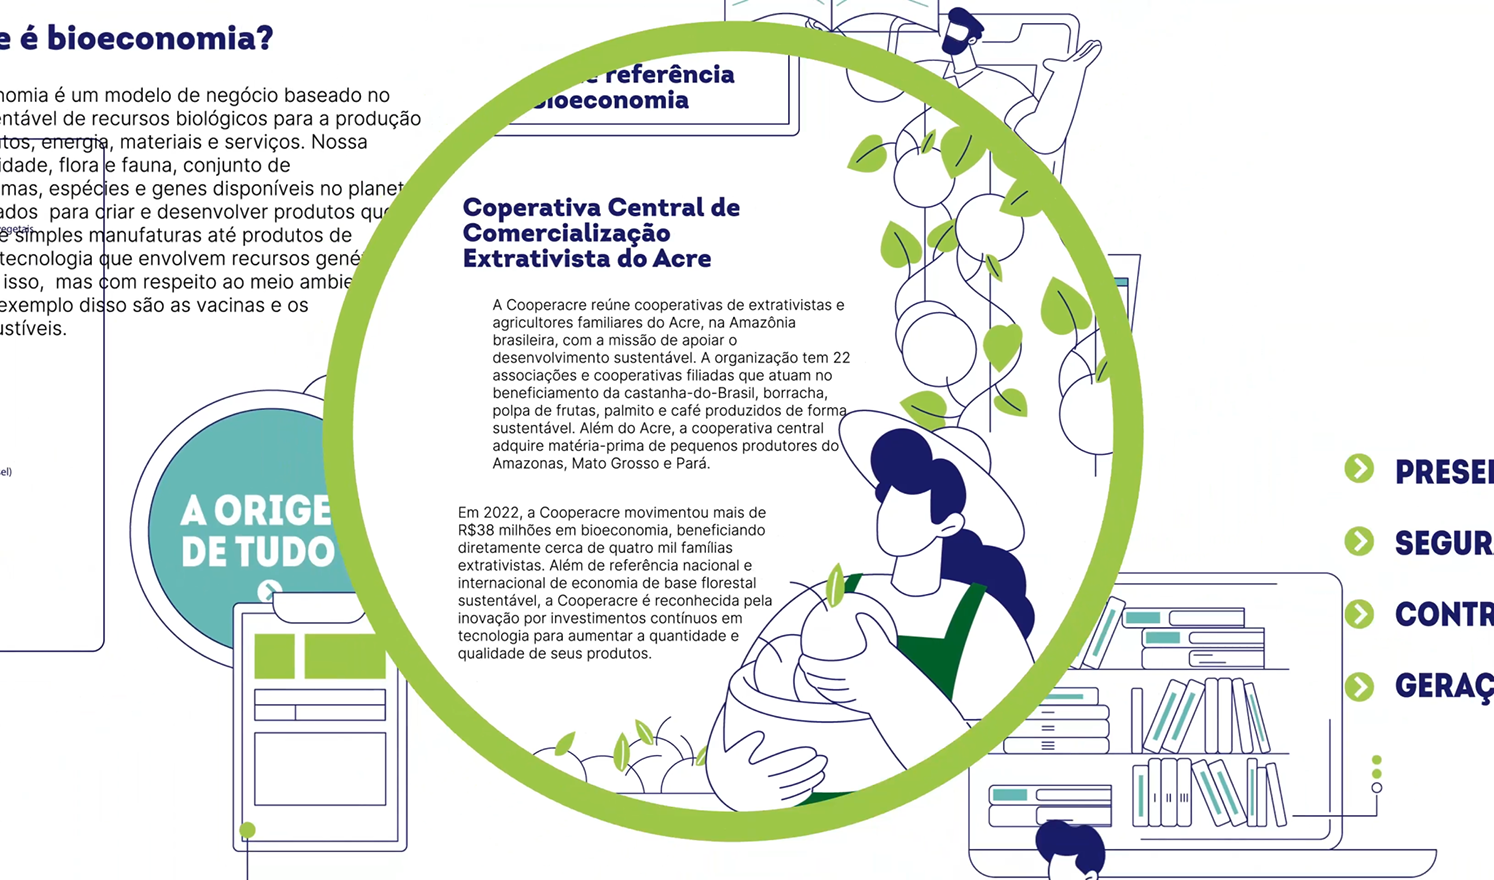 e é bioeconomia?
nomia é um modelo de negócio baseado no
entável de recursos biológicos para a produção
tos, energia, materiais e serviços. Nossa
idade, flora e fauna, conjunto de
mas, espécies e genes disponíveis no planet
ados para criar e desenvolver produtos que
e simples manufaturas até produtos de
tecnologia que envolvem recursos gené
isso, mas com respeito ao meio ambie
exemplo disso são as vacinas e os
ustíveis.
vegetais
el)
A ORIGE
DE TUDO
e referência
bioeconomia
Coperativa Central de
Comercialização
Extrativista do Acre
A Cooperacre reúne cooperativas de extrativistas e
agricultores familiares do Acre, na Amazônia
brasileira, com a missão de apoiar o
desenvolvimento sustentável. A organização tem 22
associações e cooperativas filiadas que atuam no
beneficiamento da castanha-do-Brasil, borracha,
polpa de frutas, palmito e café produzidos de forma
sustentável. Além do Acre, a cooperativa central
adquire matéria-prima de pequenos produtores do
Amazonas, Mato Grosso e Pará.
Em 2022, a Cooperacre movimentou mais de
R$38 milhões em bioeconomia, beneficiando
diretamente cerca de quatro mil famílias
extrativistas. Além de referência nacional e
internacional de economia de base florestal
sustentável, a Cooperacre é reconhecida pela
inovação por investimentos contínuos em
tecnologia para aumentar a quantidade e
qualidade de seus produtos.
PRESE
SEGUR
CONTR
GERAÇ